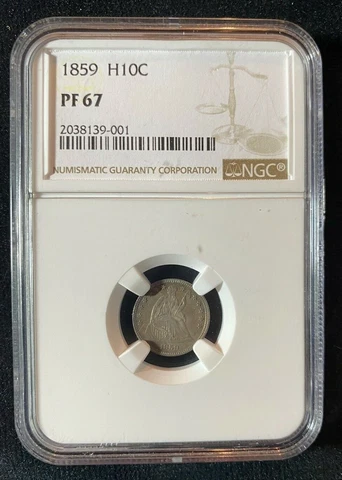 1859 H10C
PF 67
2038139-001
NUMISMATIC GUARANTY CORPORATION
NGC®